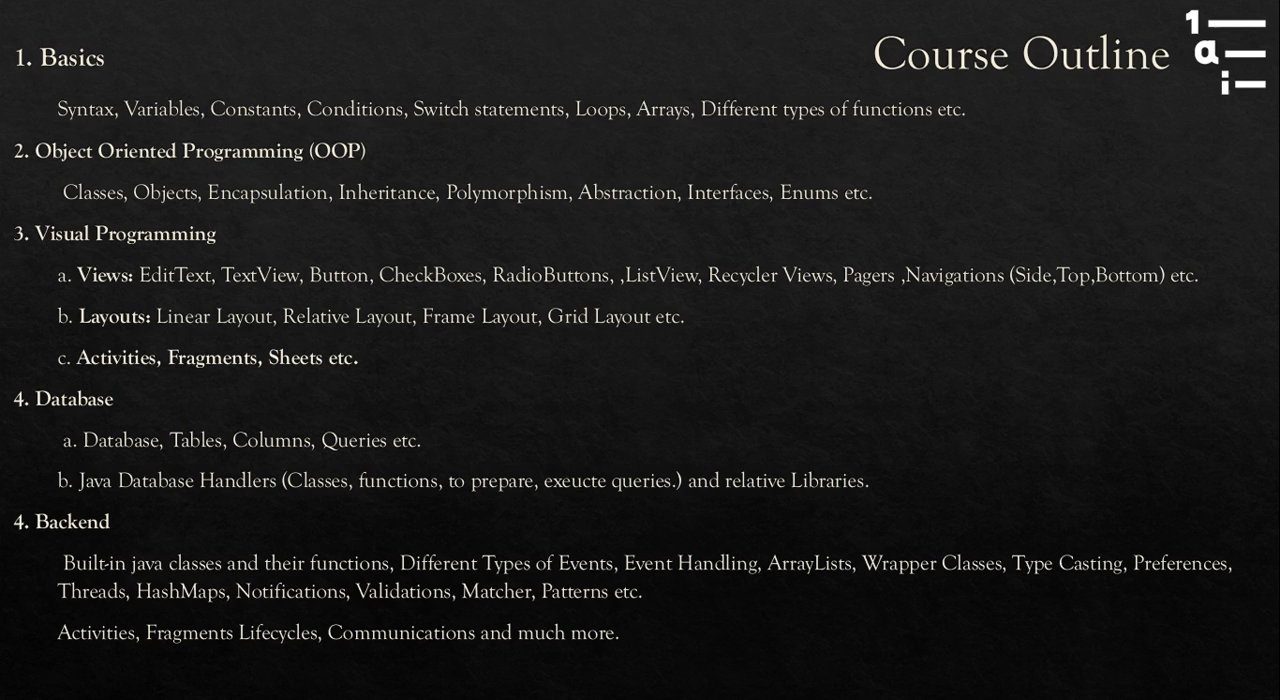 Course Outline
1
a
i
1. Basics
Syntax, Variables, Constants, Conditions, Switch statements, Loops, Arrays, Different types of functions etc.
2. Object Oriented Programming (OOP)
Classes, Objects, Encapsulation, Inheritance, Polymorphism, Abstraction, Interfaces, Enums etc.
3. Visual Programming
a. Views: EditText, TextView, Button, CheckBoxes, RadioButtons, ,ListView, Recycler Views, Pagers ,Navigations (Side,Top,Bottom) etc.
b. Layouts: Linear Layout, Relative Layout, Frame Layout, Grid Layout etc.
c. Activities, Fragments, Sheets etc.
4. Database
a. Database, Tables, Columns, Queries etc.
b. Java Database Handlers (Classes, functions, to prepare, exeucte queries.) and relative Libraries.
4. Backend
Built-in java classes and their functions, Different Types of Events, Event Handling, ArrayLists, Wrapper Classes, Type Casting, Preferences,
Threads, HashMaps, Notifications, Validations, Matcher, Patterns etc.
Activities, Fragments Lifecycles, Communications and much more.